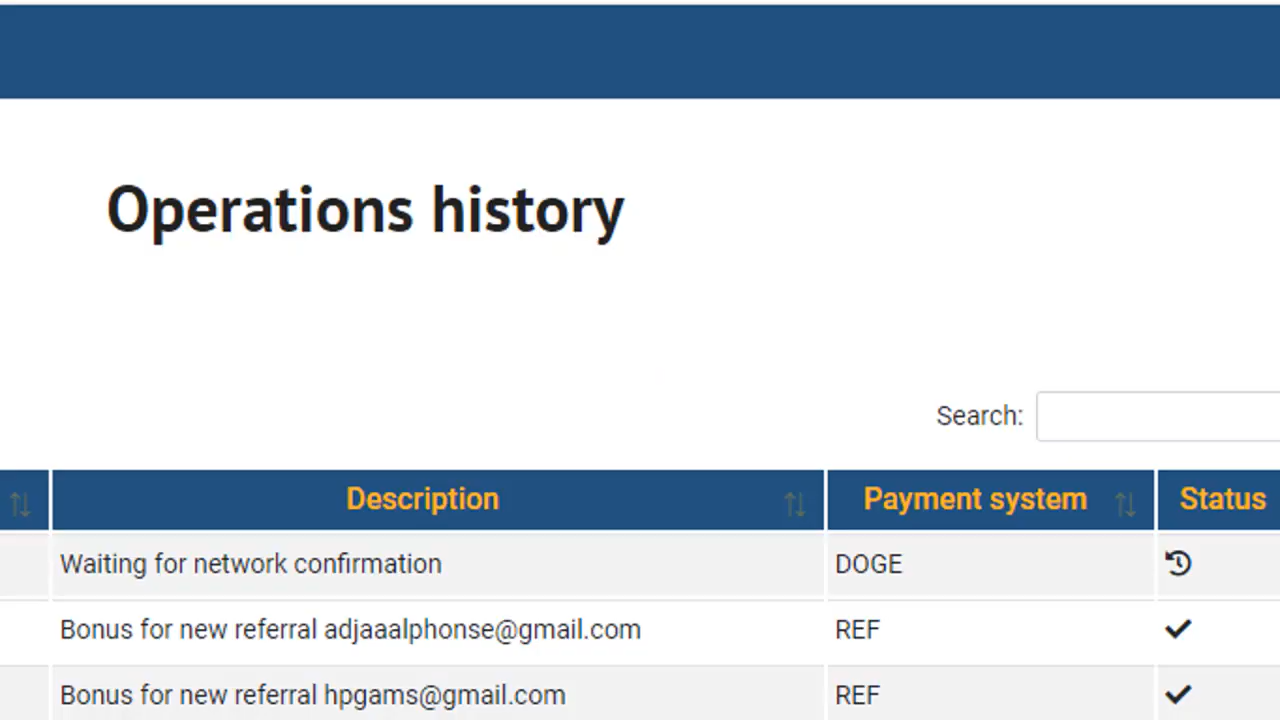 Operations history
Search:
Description Payment system Status
Waiting for network confirmation DOGE
Bonus for new referral adjaaalphonse@gmail.com REF
Bonus for new referral hpgams@gmail.com REF